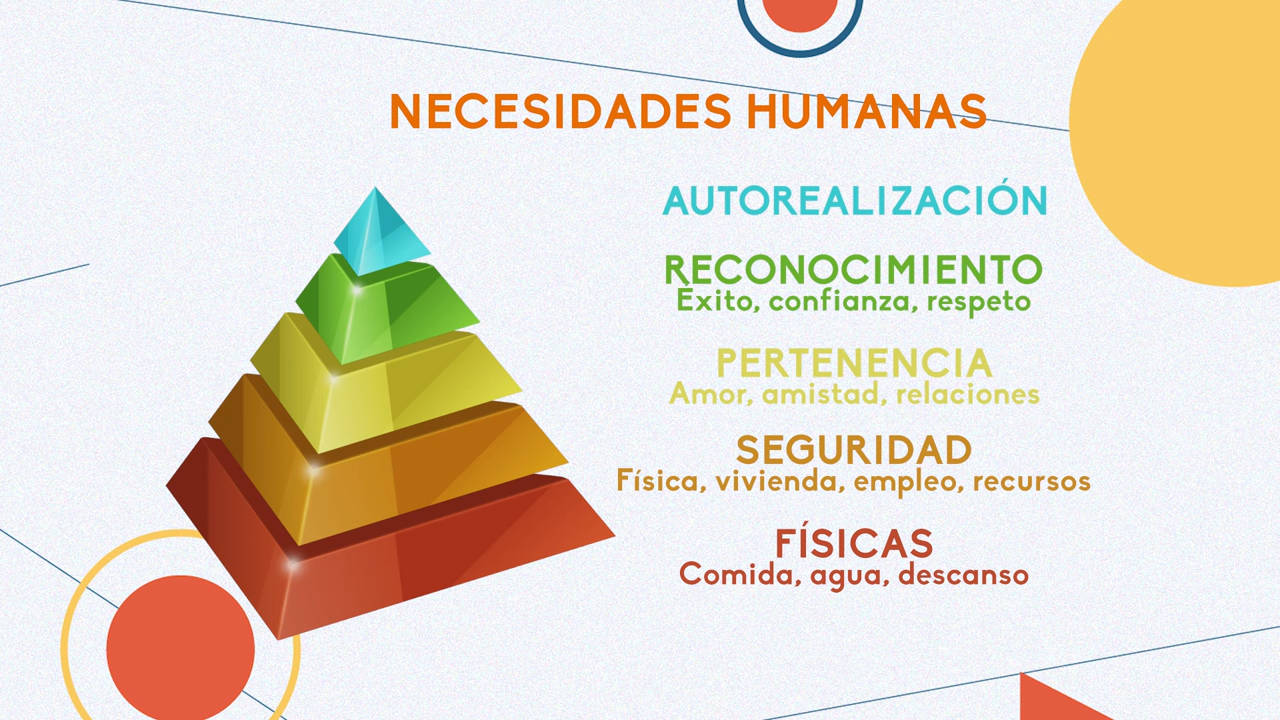 NECESIDADES HUMANAS
AUTOREALIZACIÓN
RECONOCIMIENTO
Éxito, confianza, respeto
PERTENENCIA
Amor, amistad, relaciones
SEGURIDAD
Física, vivienda, empleo, recursos
FÍSICAS
Comida, agua, descanso